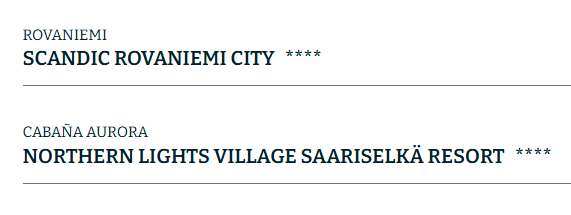 ROVANIEMI
SCANDIC ROVANIEMI CITY ****
CABAÑA AURORA
NORTHERN LIGHTS VILLAGE SAARISELKÄ RESORT ****